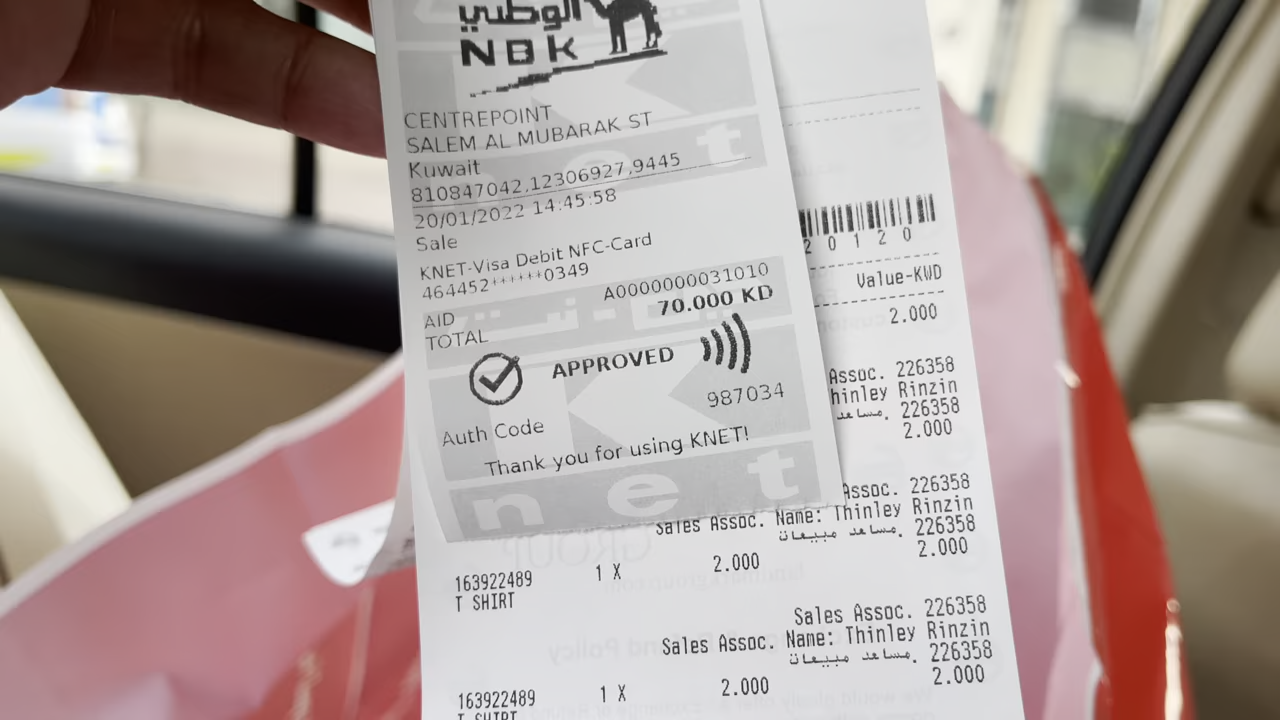 الوطني
NBK
CENTREPOINT
SALEM AL MUBARAK ST
Kuwait
810847042,12306927,9445
20/01/2022 14:45:58
Sale
KNET-Visa Debit NFC-Card
464452******0349
AID A0000000031010
TOTAL 70.000 KD
APPROVED
Auth Code 987034
Thank you for using KNET!
net
20120
Value-KWD
2.000
Assoc. 226358
hinley Rinzin
مساعد. 226358
2.000
Assoc. 226358
Sales Assoc. Name: Thinley Rinzin
مساعد مبيعات. 226358
163922489 1 X 2.000 2.000
T SHIRT
Sales Assoc. 226358
Sales Assoc. Name: Thinley Rinzin
مساعد مبيعات. 226358
163922489 1 X 2.000 2.000
T SHIRT